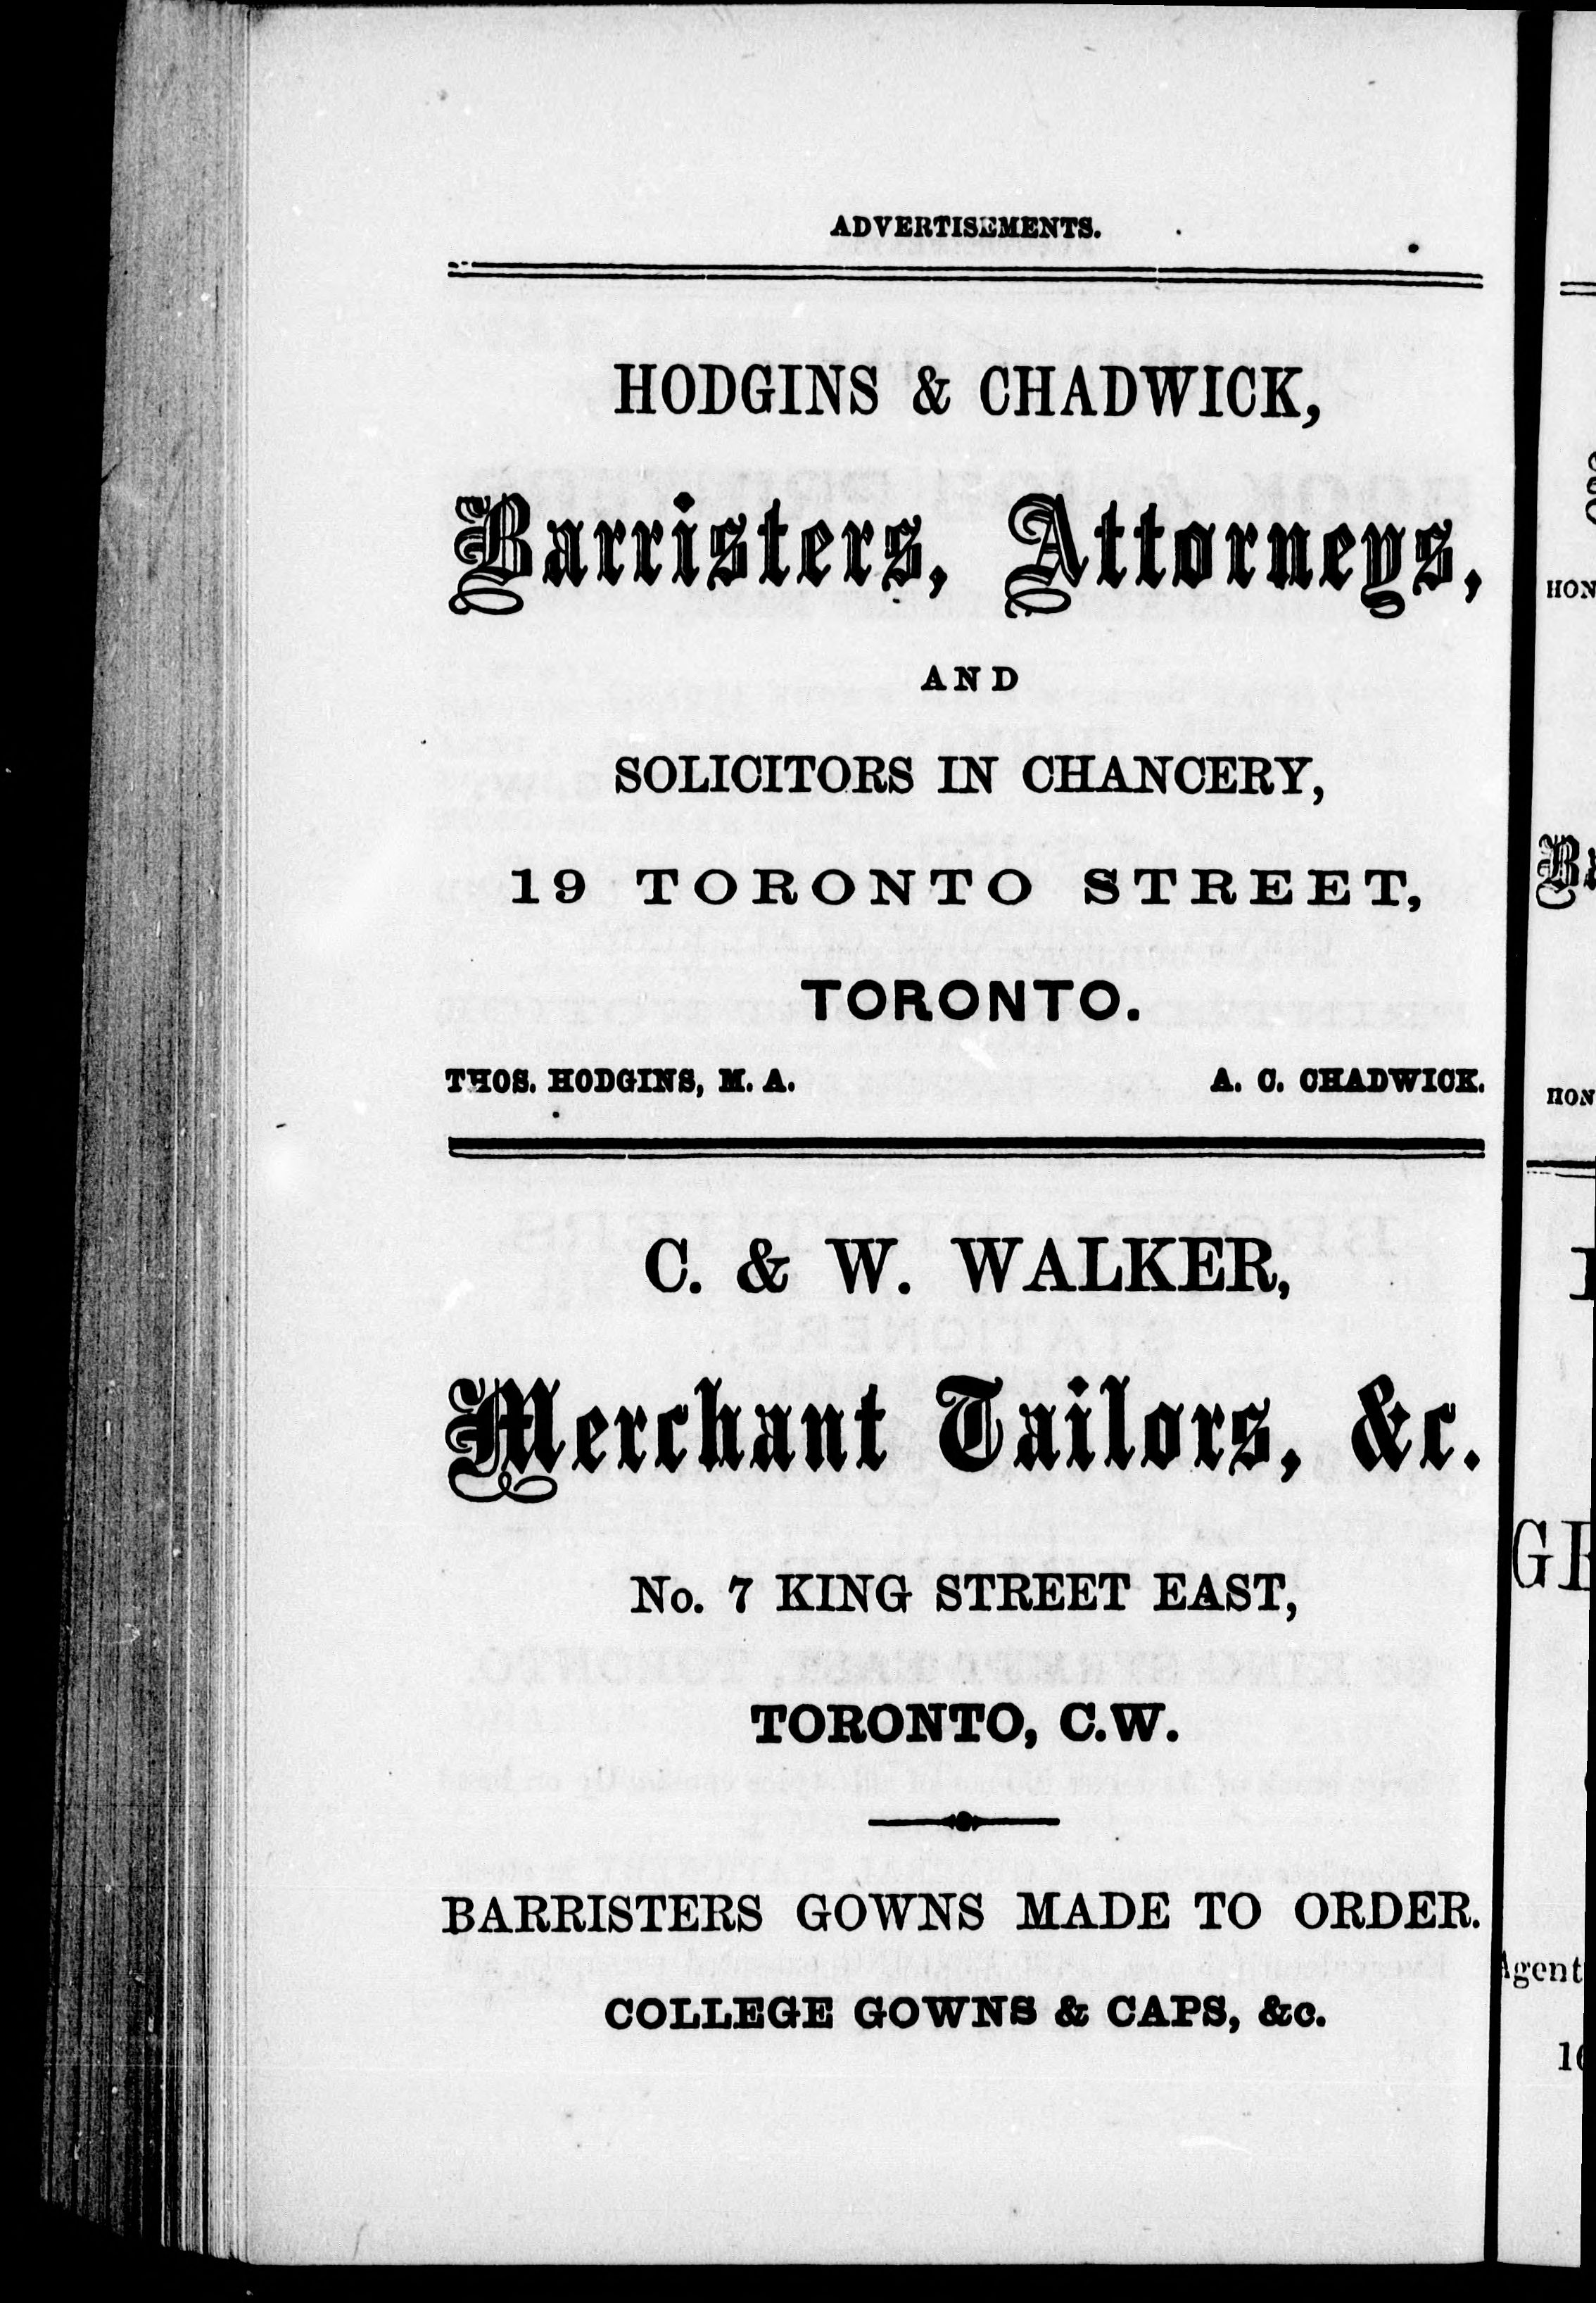 ADVERTISEMENTS.
HODGINS & CHADWICK,
Barristers, Attorneys,
AND
SOLICITORS IN CHANCERY,
19 TORONTO STREET,
TORONTO.
THOS. HODGINS, M. A. A. C. CHADWICK.
C. & W. WALKER,
Merchant Tailors, &c.
No. 7 KING STREET EAST,
TORONTO, C.W.
BARRISTERS GOWNS MADE TO ORDER.
COLLEGE GOWNS & CAPS, &c.